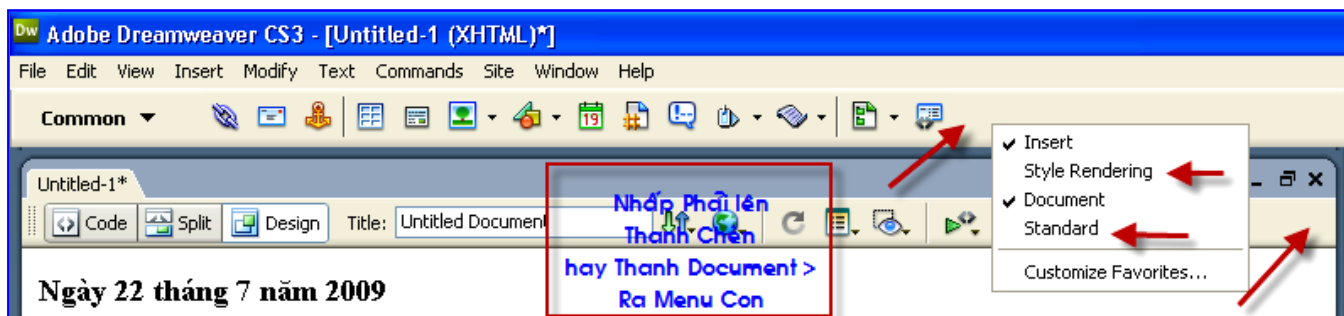 Adobe Dreamweaver CS3 - [Untitled-1 (XHTML)*]
File Edit View Insert Modify Text Commands Site Window Help
Common
Insert
Style Rendering
Document
Standard
Customize Favorites...
Untitled-1*
Code Split Design Title: Untitled Document
Nhấp Phải lên
Thanh Chèn
hay Thanh Document >
Ra Menu Con
Ngày 22 tháng 7 năm 2009